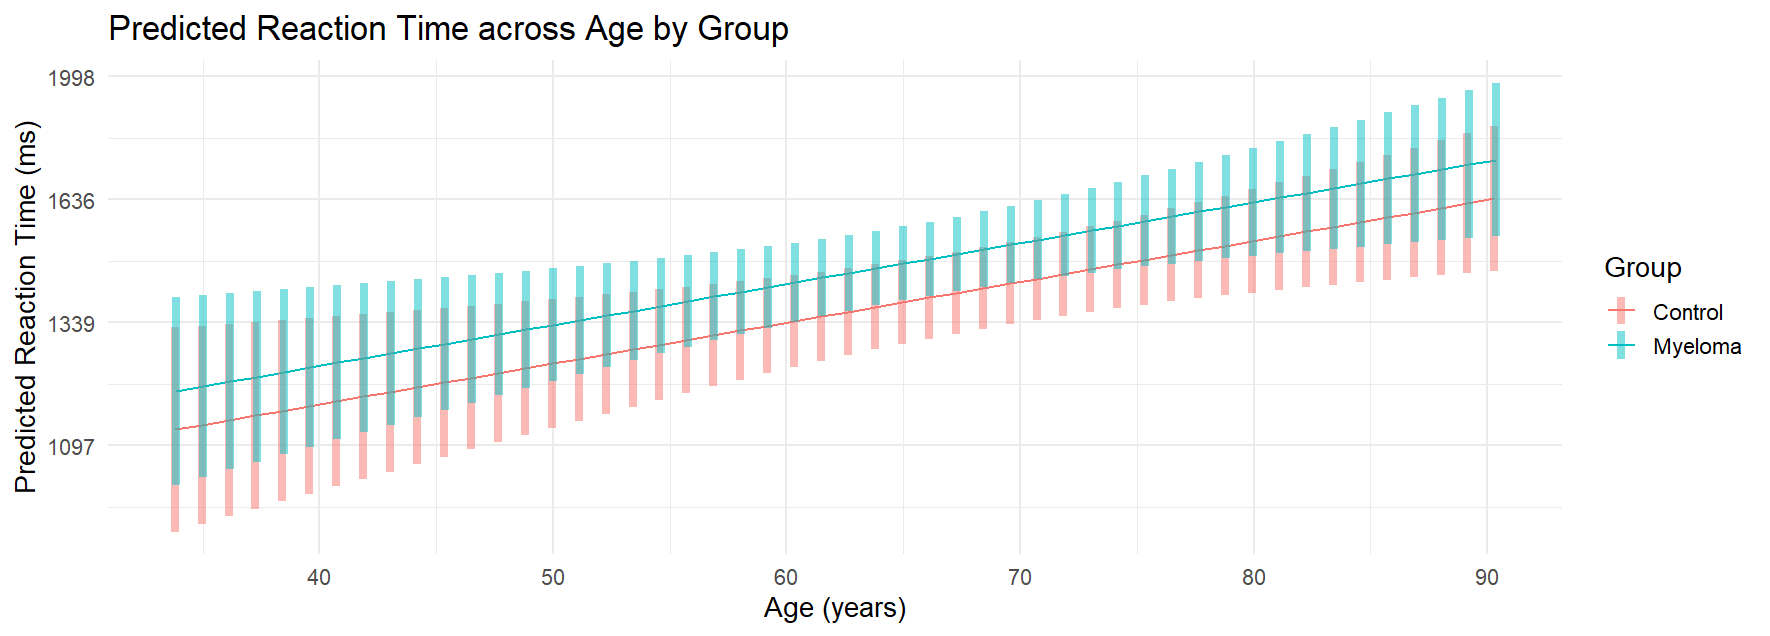 Predicted Reaction Time across Age by Group
Predicted Reaction Time (ms)
1998
1636
1339
1097
40 50 60 70 80 90
Age (years)
Group
Control
Myeloma